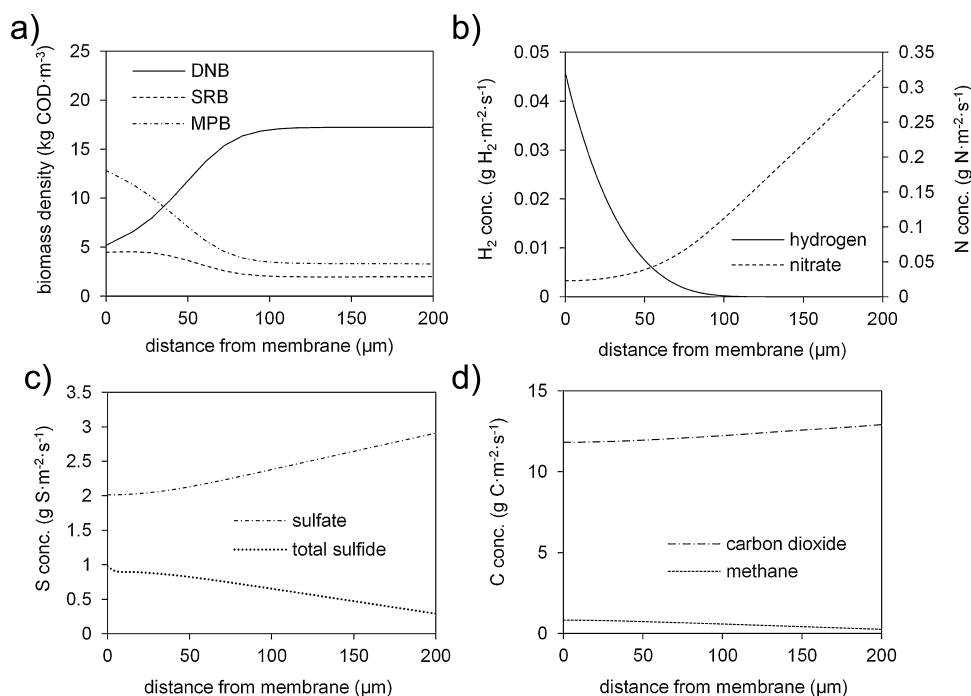 a)
biomass density (kg COD·m⁻³)
25
20
15
10
5
0
DNB
SRB
MPB
0 50 100 150 200
distance from membrane (μm)
b)
H₂ conc. (g H₂·m⁻²·s⁻¹)
0.05
0.04
0.03
0.02
0.01
0
hydrogen
nitrate
0.35
0.3
0.25
0.2
0.15
0.1
0.05
0
N conc. (g N·m⁻²·s⁻¹)
0 50 100 150 200
distance from membrane (μm)
c)
S conc. (g S·m⁻²·s⁻¹)
3.5
3
2.5
2
1.5
1
0.5
0
sulfate
total sulfide
0 50 100 150 200
distance from membrane (μm)
d)
C conc. (g C·m⁻²·s⁻¹)
15
10
5
0
carbon dioxide
methane
0 50 100 150 200
distance from membrane (μm)